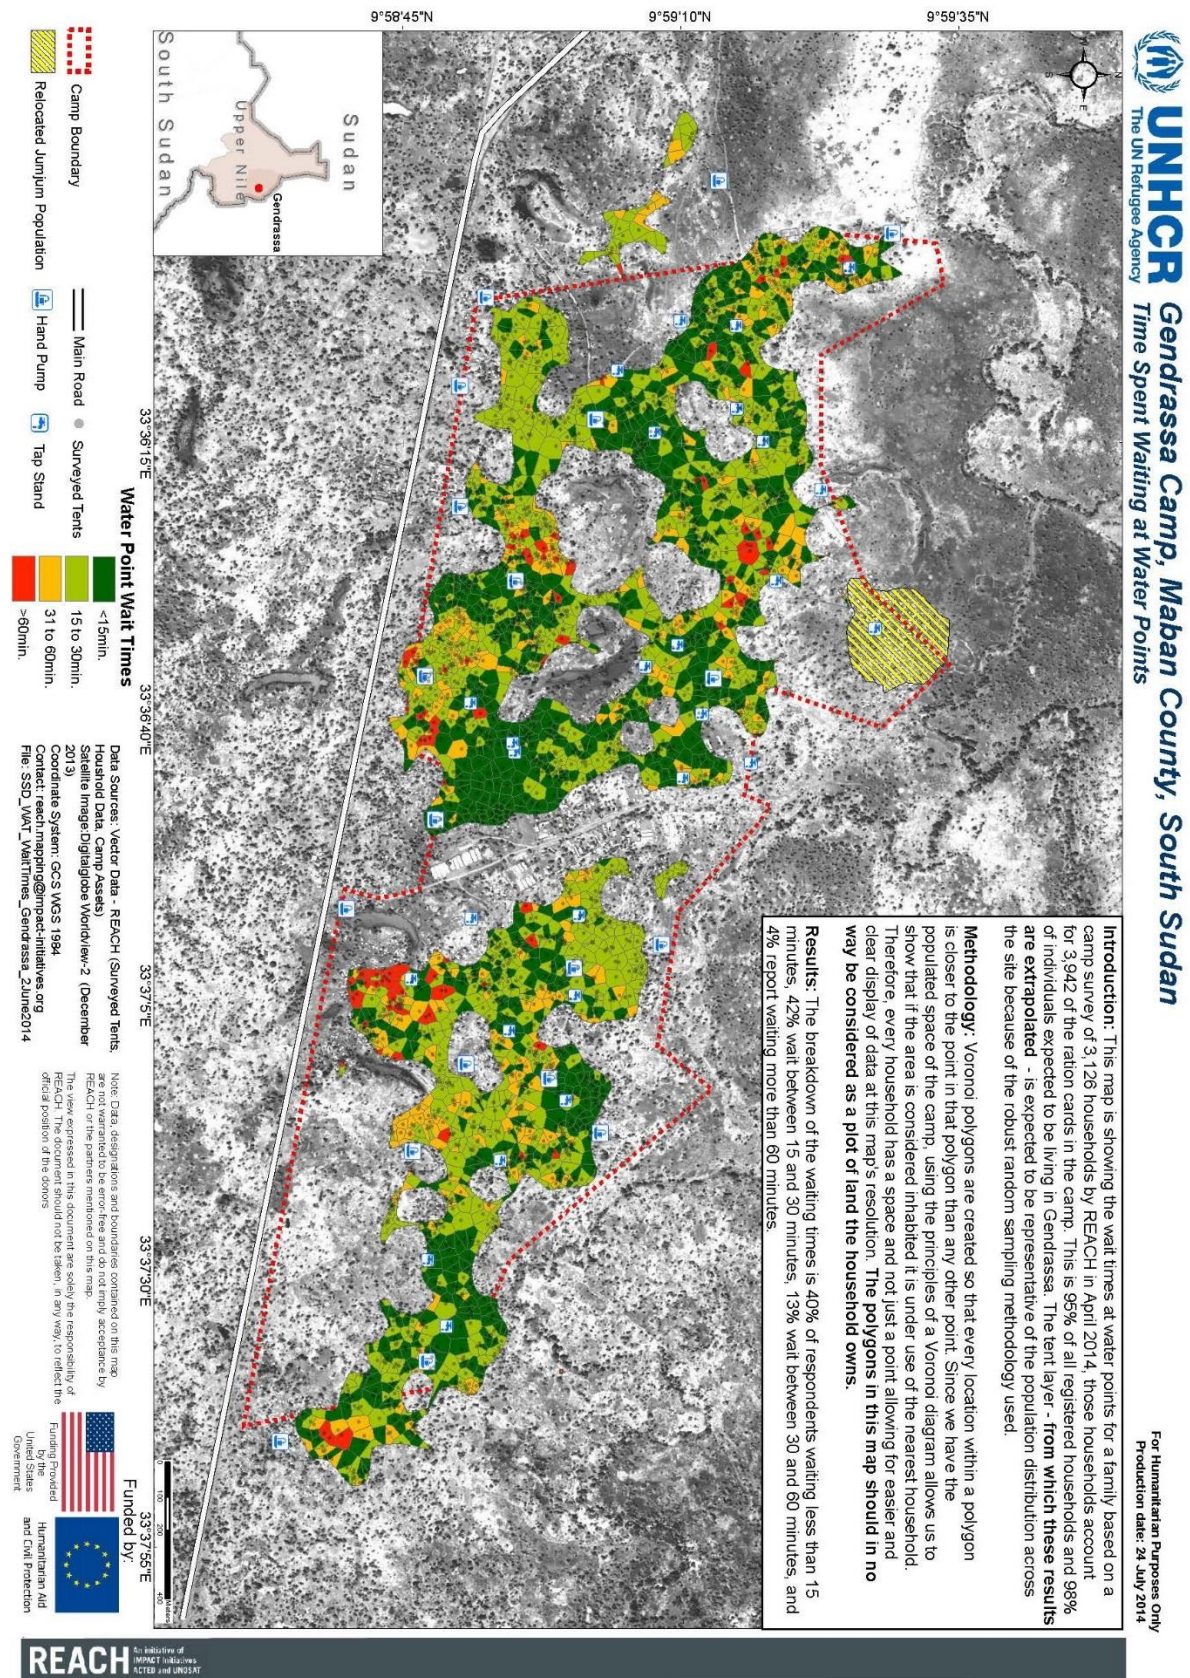 UNHCR
The UN Refugee Agency
Gendrassa Camp, Maban County, South Sudan
Time Spent Waiting at Water Points
For Humanitarian Purposes Only
Production date: 24 July 2014
Introduction: This map is showing the wait times at water points for a family based on a
camp survey of 3,126 households by REACH in April 2014, those households account
for 3,942 of the ration cards in the camp. This is 95% of all registered households and 98%
of individuals expected to be living in Gendrassa. The tent layer - from which these results
are extrapolated - is expected to be representative of the population distribution across
the site because of the robust random sampling methodology used.
Methodology: Voronoi polygons are created so that every location within a polygon
is closer to the point in that polygon than any other point. Since we have the
populated space of the camp, using the principles of a Voronoi diagram allows us to
show that if the area is considered inhabited it is under use of the nearest household.
Therefore, every household has a space and not just a point allowing for easier and
clear display of data at this map's resolution. The polygons in this map should in no
way be considered as a plot of land the household owns.
Results: The breakdown of the waiting times is 40% of respondents waiting less than 15
minutes, 42% wait between 15 and 30 minutes, 13% wait between 30 and 60 minutes, and
4% report waiting more than 60 minutes.
9°59'35"N
9°59'10"N
9°58'45"N
N
E
S
Sudan
Upper Nile
Gendrassa
South Sudan
33°36'15"E
33°36'40"E
33°37'5"E
33°37'30"E
33°37'55"E
0 100 200 400
Meters
Camp Boundary
Relocated Jumjum Population
Main Road
Surveyed Tents
Hand Pump
Tap Stand
Water Point Wait Times
<15min.
15 to 30min.
31 to 60min.
>60min.
Data Sources: Vector Data - REACH (Surveyed Tents,
Houshold Data, Camp Assets)
Satellite Image:Digitalglobe Worldview-2 (December
2013)
Coordinate System: GCS WGS 1984
Contact: reach.mapping@impact-initiatives.org
File: SSD_WAT_WaitTimes_Gendrassa_2June2014
Note: Data, designations and boundaries contained on this map
are not warranted to be error-free and do not imply acceptance by
REACH or the partners mentioned on this map.
The view expressed in this document are solely the responsibility of
REACH. The document should not be taken, in any way, to reflect the
official position of the donors
Funded by:
Funding Provided
by the
United States
Government
Humanitarian Aid
and Civil Protection
REACH
An initiative of
IMPACT Initiatives
ACTED and UNOSAT